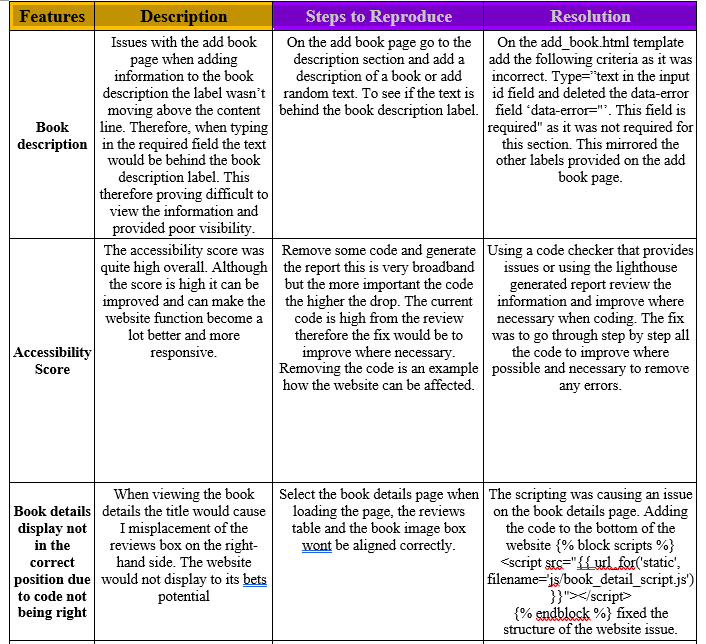 Features Description Steps to Reproduce Resolution
Book
description
Issues with the add book
page when adding
information to the book
description the label wasn't
moving above the content
line. Therefore, when typing
in the required field the text
would be behind the book
description label. This
therefore proving difficult to
view the information and
provided poor visibility.
On the add book page go to the
description section and add a
description of a book or add
random text. To see if the text is
behind the book description label.
On the add_book.html template
add the following criteria as it was
incorrect. Type="text in the input
id field and deleted the data-error
field 'data-error="'. This field is
required" as it was not required for
this section. This mirrored the
other labels provided on the add
book page.
Accessibility
Score
The accessibility score was
quite high overall. Although
the score is high it can be
improved and can make the
website function become a
lot better and more
responsive.
Remove some code and generate
the report this is very broadband
but the more important the code
the higher the drop. The current
code is high from the review
therefore the fix would be to
improve where necessary.
Removing the code is an example
how the website can be affected.
Using a code checker that provides
issues or using the lighthouse
generated report review the
information and improve where
necessary when coding. The fix
was to go through step by step all
the code to improve where
possible and necessary to remove
any errors.
Book details
display not
in the
correct
position due
to code not
being right
When viewing the book
details the title would cause
I misplacement of the
reviews box on the right-
hand side. The website
would not display to its bets
potential
Select the book details page when
loading the page, the reviews
table and the book image box
wont be aligned correctly.
The scripting was causing an issue
on the book details page. Adding
the code to the bottom of the
website {% block scripts %}
<script src="{{ url_for('static',
filename='js/book_detail_script.js')
}}"></script>
{% endblock %} fixed the
structure of the website issue.